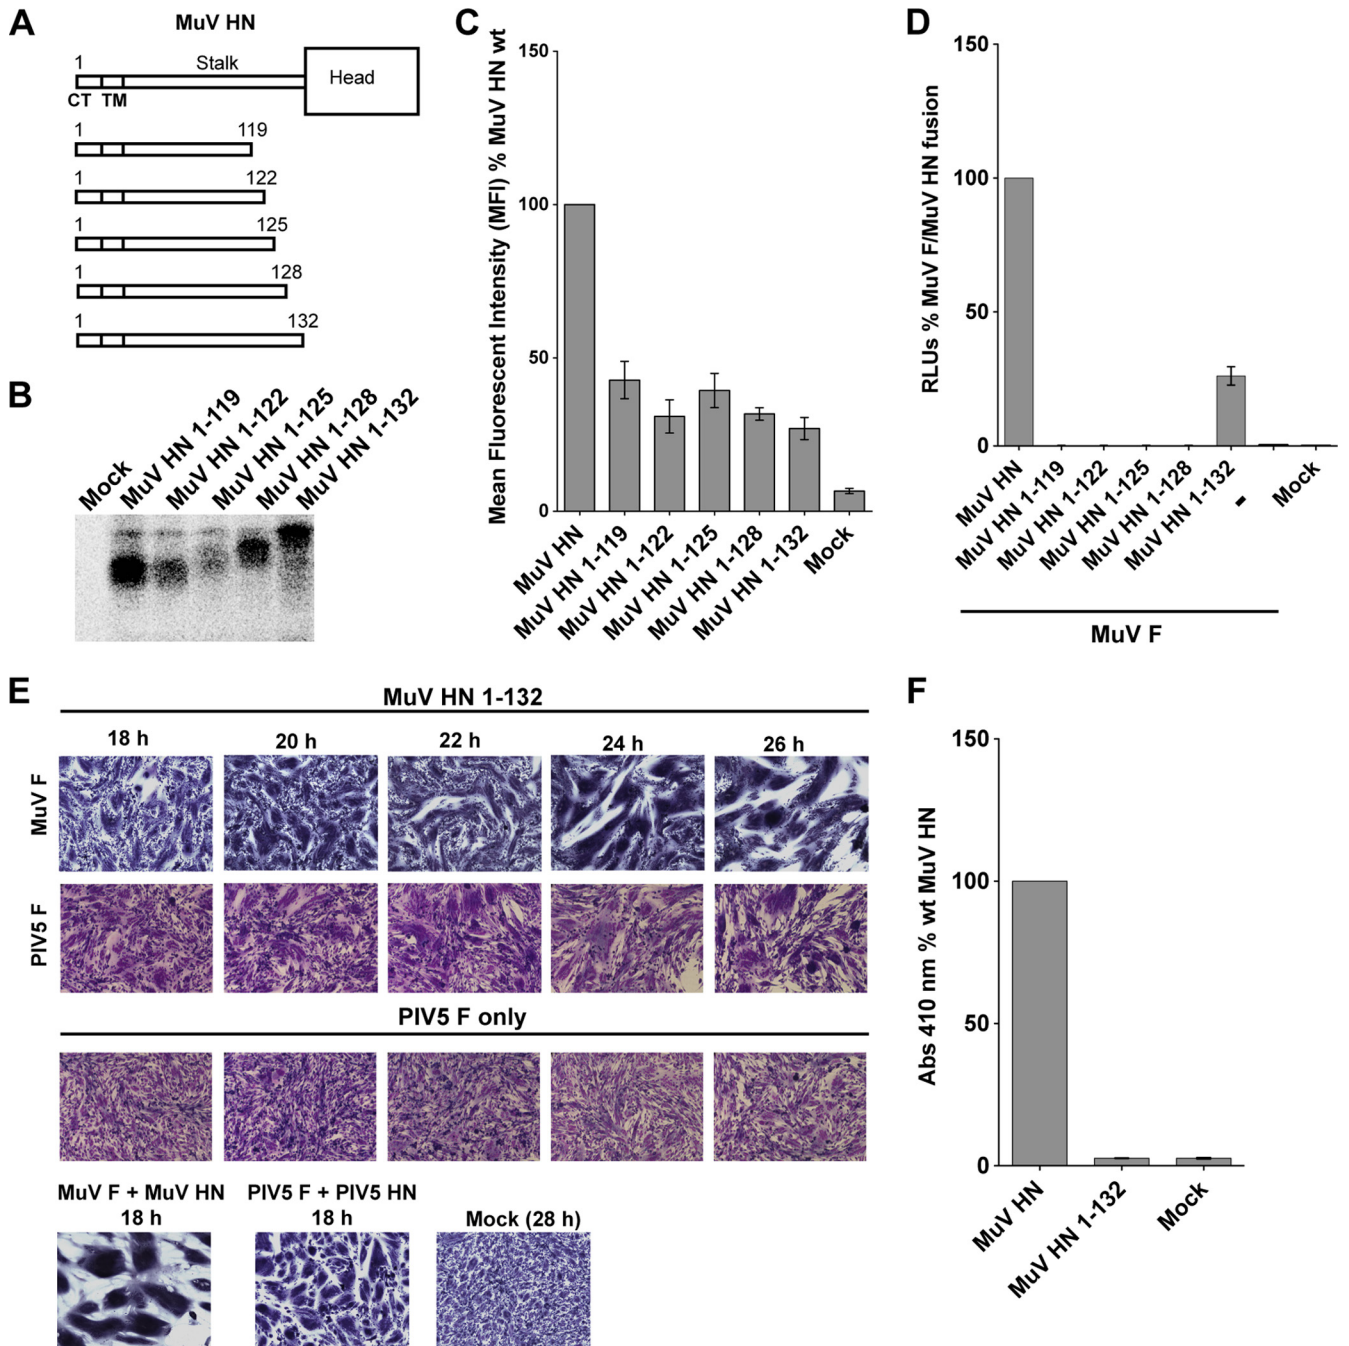 A
MuV HN
1
Stalk
Head
CT TM
1 119
1 122
1 125
1 128
1 132
B
Mock
MuV HN 1-119
MuV HN 1-122
MuV HN 1-125
MuV HN 1-128
MuV HN 1-132
C
Mean Fluorescent Intensity (MFI) % MuV HN wt
150
100
50
0
MuV HN
MuV HN 1-119
MuV HN 1-122
MuV HN 1-125
MuV HN 1-128
MuV HN 1-132
Mock
D
RLUs % MuV F/MuV HN fusion
150
100
50
0
MuV HN
MuV HN 1-119
MuV HN 1-122
MuV HN 1-125
MuV HN 1-128
MuV HN 1-132
-
Mock
MuV F
E
MuV HN 1-132
18 h 20 h 22 h 24 h 26 h
MuV F
PIV5 F
PIV5 F only
MuV F + MuV HN
18 h
PIV5 F + PIV5 HN
18 h
Mock (28 h)
F
Abs 410 nm % wt MuV HN
150
100
50
0
MuV HN
MuV HN 1-132
Mock